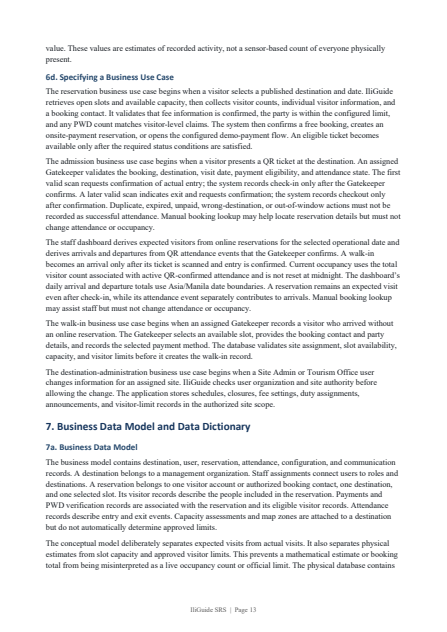 value. These values are estimates of recorded activity, not a sensor-based count of everyone physically
present.
6d. Specifying a Business Use Case
The reservation business use case begins when a visitor selects a published destination and date. IliGuide
retrieves open slots and available capacity, then collects visitor counts, individual visitor information, and
a booking contact. It validates that fee information is confirmed, the party is within the configured limit,
and any PWD count matches visitor-level claims. The system then confirms a free booking, creates an
onsite-payment reservation, or opens the configured demo-payment flow. An eligible ticket becomes
available only after the required status conditions are satisfied.
The admission business use case begins when a visitor presents a QR ticket at the destination. An assigned
Gatekeeper validates the booking, destination, visit date, payment eligibility, and attendance state. The first
valid scan requests confirmation of actual entry; the system records check-in only after the Gatekeeper
confirms. A later valid scan indicates exit and requests confirmation; the system records checkout only
after confirmation. Duplicate, expired, unpaid, wrong-destination, or out-of-window actions must not be
recorded as successful attendance. Manual booking lookup may help locate reservation details but must not
change attendance or occupancy.
The staff dashboard derives expected visitors from online reservations for the selected operational date and
derives arrivals and departures from QR attendance events that the Gatekeeper confirms. A walk-in
becomes an arrival only after its ticket is scanned and entry is confirmed. Current occupancy uses the total
visitor count associated with active QR-confirmed attendance and is not reset at midnight. The dashboard's
daily arrival and departure totals use Asia/Manila date boundaries. A reservation remains an expected visit
even after check-in, while its attendance event separately contributes to arrivals. Manual booking lookup
may assist staff but must not change attendance or occupancy.
The walk-in business use case begins when an assigned Gatekeeper records a visitor who arrived without
an online reservation. The Gatekeeper selects an available slot, provides the booking contact and party
details, and records the selected payment method. The database validates site assignment, slot availability,
capacity, and visitor limits before it creates the walk-in record.
The destination-administration business use case begins when a Site Admin or Tourism Office user
changes information for an assigned site. IliGuide checks user organization and site authority before
allowing the change. The application stores schedules, closures, fee settings, duty assignments,
announcements, and visitor-limit records in the authorized site scope.
7. Business Data Model and Data Dictionary
7a. Business Data Model
The business model contains destination, user, reservation, attendance, configuration, and communication
records. A destination belongs to a management organization. Staff assignments connect users to roles and
destinations. A reservation belongs to one visitor account or authorized booking contact, one destination,
and one selected slot. Its visitor records describe the people included in the reservation. Payments and
PWD verification records are associated with the reservation and its eligible visitor records. Attendance
records describe entry and exit events. Capacity assessments and map zones are attached to a destination
but do not automatically determine approved limits.
The conceptual model deliberately separates expected visits from actual visits. It also separates physical
estimates from slot capacity and approved visitor limits. This prevents a mathematical estimate or booking
total from being misinterpreted as a live occupancy count or official limit. The physical database contains
IliGuide SRS | Page 13